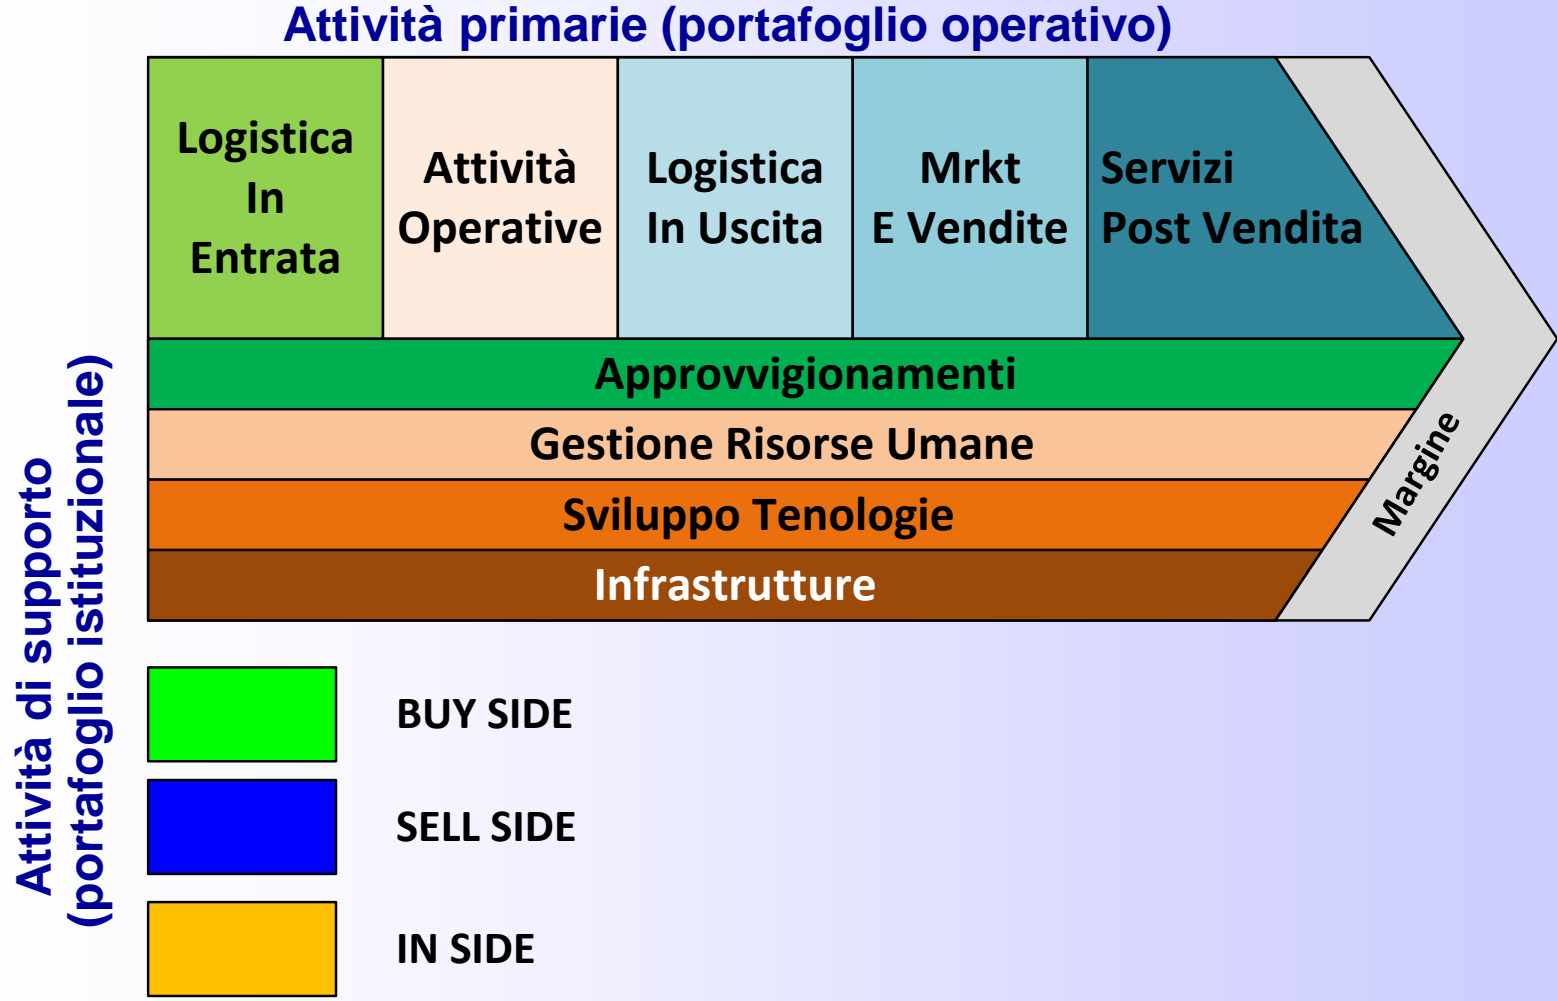 Attività primarie (portafoglio operativo)
Logistica
In
Entrata
Attività
Operative
Logistica
In Uscita
Mrkt
E Vendite
Servizi
Post Vendita
Approvvigionamenti
Gestione Risorse Umane
Sviluppo Tenologie
Infrastrutture
Margine
Attività di supporto
(portafoglio istituzionale)
BUY SIDE
SELL SIDE
IN SIDE